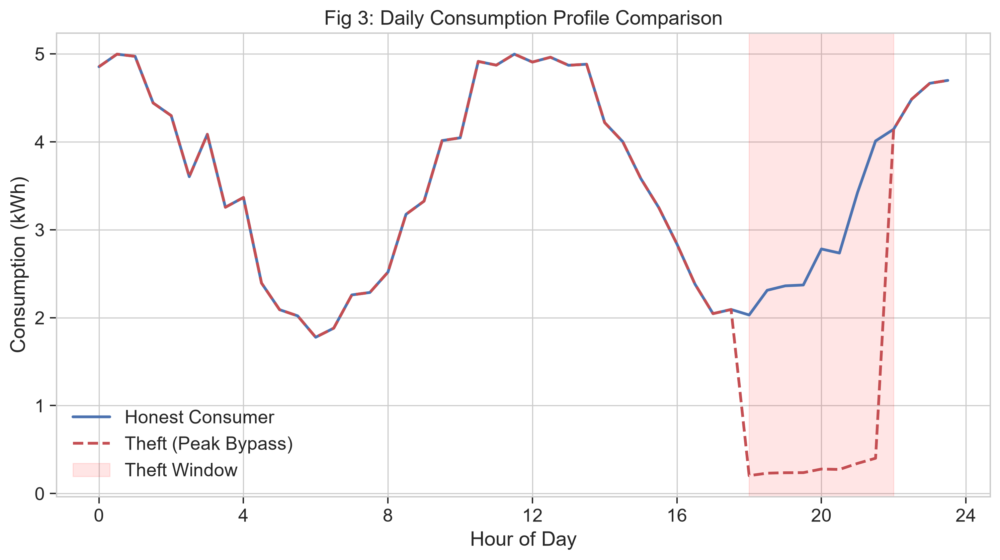 Fig 3: Daily Consumption Profile Comparison
5
4
3
2
1
0
Consumption (kWh)
Honest Consumer
Theft (Peak Bypass)
Theft Window
0 4 8 12 16 20 24
Hour of Day